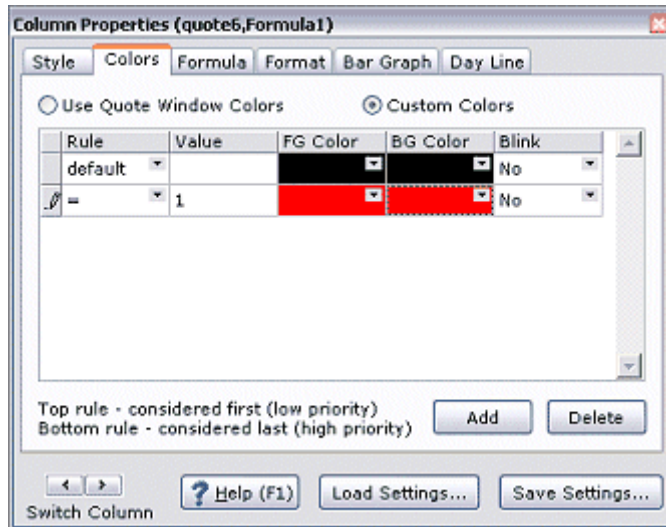 Column Properties (quote6,Formula1)
Style Colors Formula Format Bar Graph Day Line
Use Quote Window Colors Custom Colors
Rule Value FG Color BG Color Blink
default No
= 1 No
Top rule - considered first (low priority)
Bottom rule - considered last (high priority)
Add Delete
Switch Column
? Help (F1) Load Settings... Save Settings...